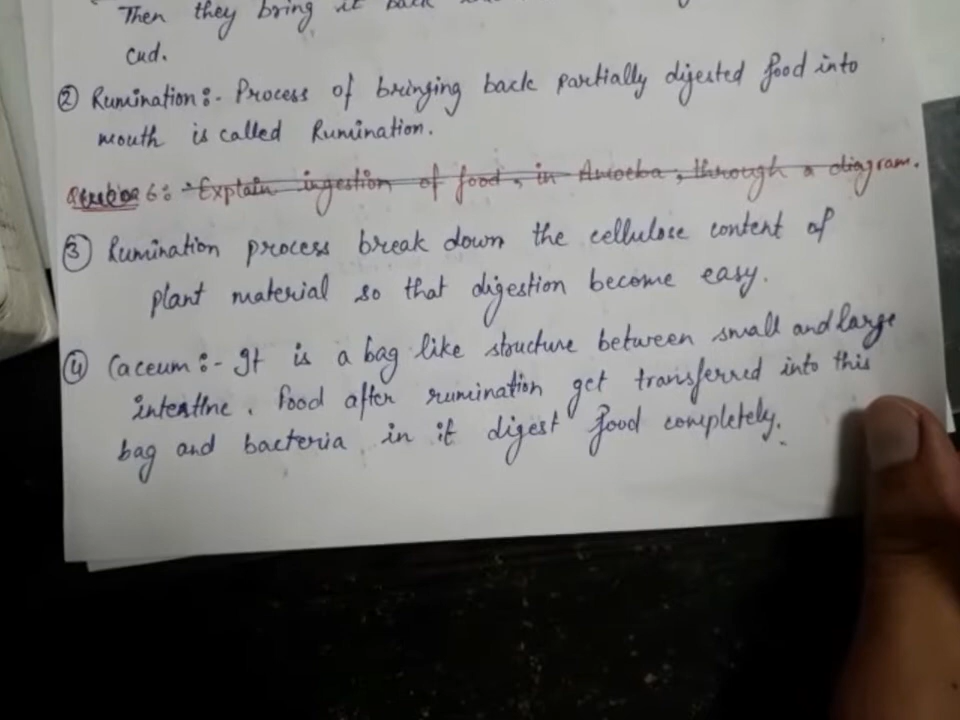 Then they bring it back
cud.
② Rumination :- Process of bringing back partially digested food into
mouth is called Rumination.
6: Explain ingestion of food, in Amoeba, through a diagram.
③ Rumination process break down the cellulose content of
plant material so that digestion become easy.
④ Caceum :- It is a bag like structure between small and large
intestine. Food after rumination get transferred into this
bag and bacteria in it digest food completely.